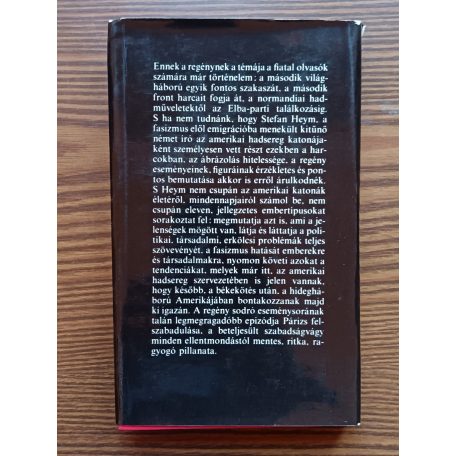 Ennek a regénynek a témája a fiatal olvasók
számára már történelem; a második világ-
háború egyik fontos szakaszát, a második
front harcait fogja át, a normandiai had-
műveletektől az Elba-parti találkozásig.
S ha nem tudnánk, hogy Stefan Heym, a
fasizmus elől emigrációba menekült kitűnő
német író az amerikai hadsereg katonája-
ként személyesen vett részt ezekben a har-
cokban, az ábrázolás hitelessége, a regény
eseményeinek, figuráinak érzékletes és pon-
tos bemutatása akkor is erről árulkodnék.
S Heym nem csupán az amerikai katonák
életéről, mindennapjairól számol be, nem
csupán eleven, jellegzetes embertípusokat
sorakoztat fel: megmutatja azt is, ami a je-
lenségek mögött van, látja és láttatja a poli-
tikai, társadalmi, erkölcsi problémák teljes
szövevényét, a fasizmus hatását emberekre
és társadalmakra, nyomon követi azokat a
tendenciákat, melyek már itt, az amerikai
hadsereg szervezetében is jelen vannak,
hogy később, a békekötés után, a hideghá-
ború Amerikájában bontakozzanak majd
ki igazán. A regény sodró eseménysorának
talán legmegragadóbb epizódja Párizs fel-
szabadulása, a beteljesült szabadságvágy
minden ellentmondástól mentes, ritka, ra-
gyogó pillanata.